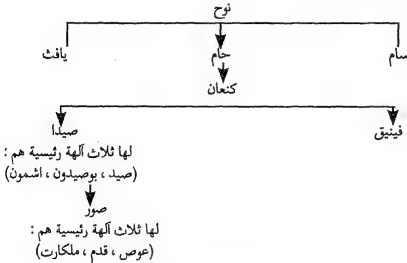 نوح
سام حام يافث
كنعان
فينيق صيدا
لها ثلاث آلهة رئيسية هم :
(صيد ، بوصيدون ، اشمون)
صور
لها ثلاث آلهة رئيسية هم :
(عوص ، قدم ، ملكارت)